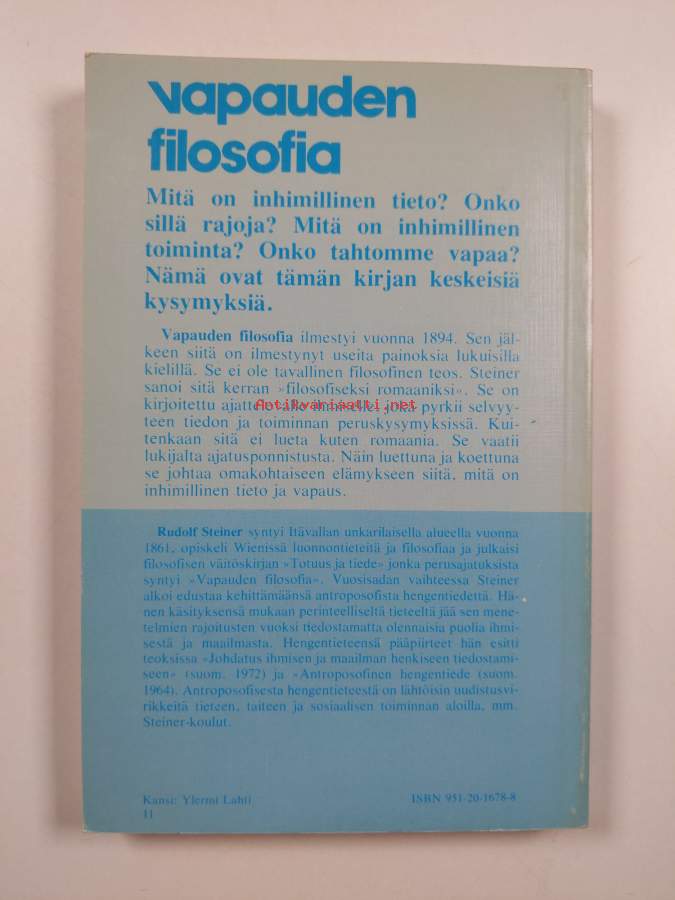 vapauden
filosofia
Mitä on inhimillinen tieto? Onko
sillä rajoja? Mitä on inhimillinen
toiminta? Onko tahtomme vapaa?
Nämä ovat tämän kirjan keskeisiä
kysymyksiä.
Vapauden filosofia ilmestyi vuonna 1894. Sen jäl-
keen siitä on ilmestynyt useita painoksia lukuisilla
kielillä. Se ei ole tavallinen filosofinen teos. Steiner
sanoi sitä kerran »filosofiseksi romaaniksi». Se on
kirjoitettu joka pyrkii selvyy-
Antikvariaatti.net
teen tiedon ja toiminnan peruskysymyksissä. Kui-
tenkaan sitä ei lueta kuten romaania. Se vaatii
lukijalta ajatusponnistusta. Näin luettuna ja koettuna
se johtaa omakohtaiseen elämykseen siitä, mitä on
inhimillinen tieto ja vapaus.
Rudolf Steiner syntyi Itävallan unkarilaisella alueella vuonna
1861, opiskeli Wienissä luonnontieteitä ja filosofiaa ja julkaisi
filosofisen väitöskirjan »Totuus ja tiede» jonka perusajatuksista
syntyi »Vapauden filosofia». Vuosisadan vaihteessa Steiner
alkoi edustaa kehittämäänsä antroposofista hengentiedettä. Hä-
nen käsityksensä mukaan perinteelliseltä tieteeltä jää sen mene-
telmien rajoitusten vuoksi tiedostamatta olennaisia puolia ihmi-
sestä ja maailmasta. Hengentieteensä pääpiirteet hän esitti
teoksissa »Johdatus ihmisen ja maailman henkiseen tiedostami-
seen» (suom. 1972) ja »Antroposofinen hengentiede (suom.
1964). Antroposofisesta hengentieteestä on lähtöisin uudistusvi-
rikkeitä tieteen, taiteen ja sosiaalisen toiminnan aloilla, mm.
Steiner-koulut.
Kansi: Ylermi Lahti
ISBN 951-20-1678-8
11